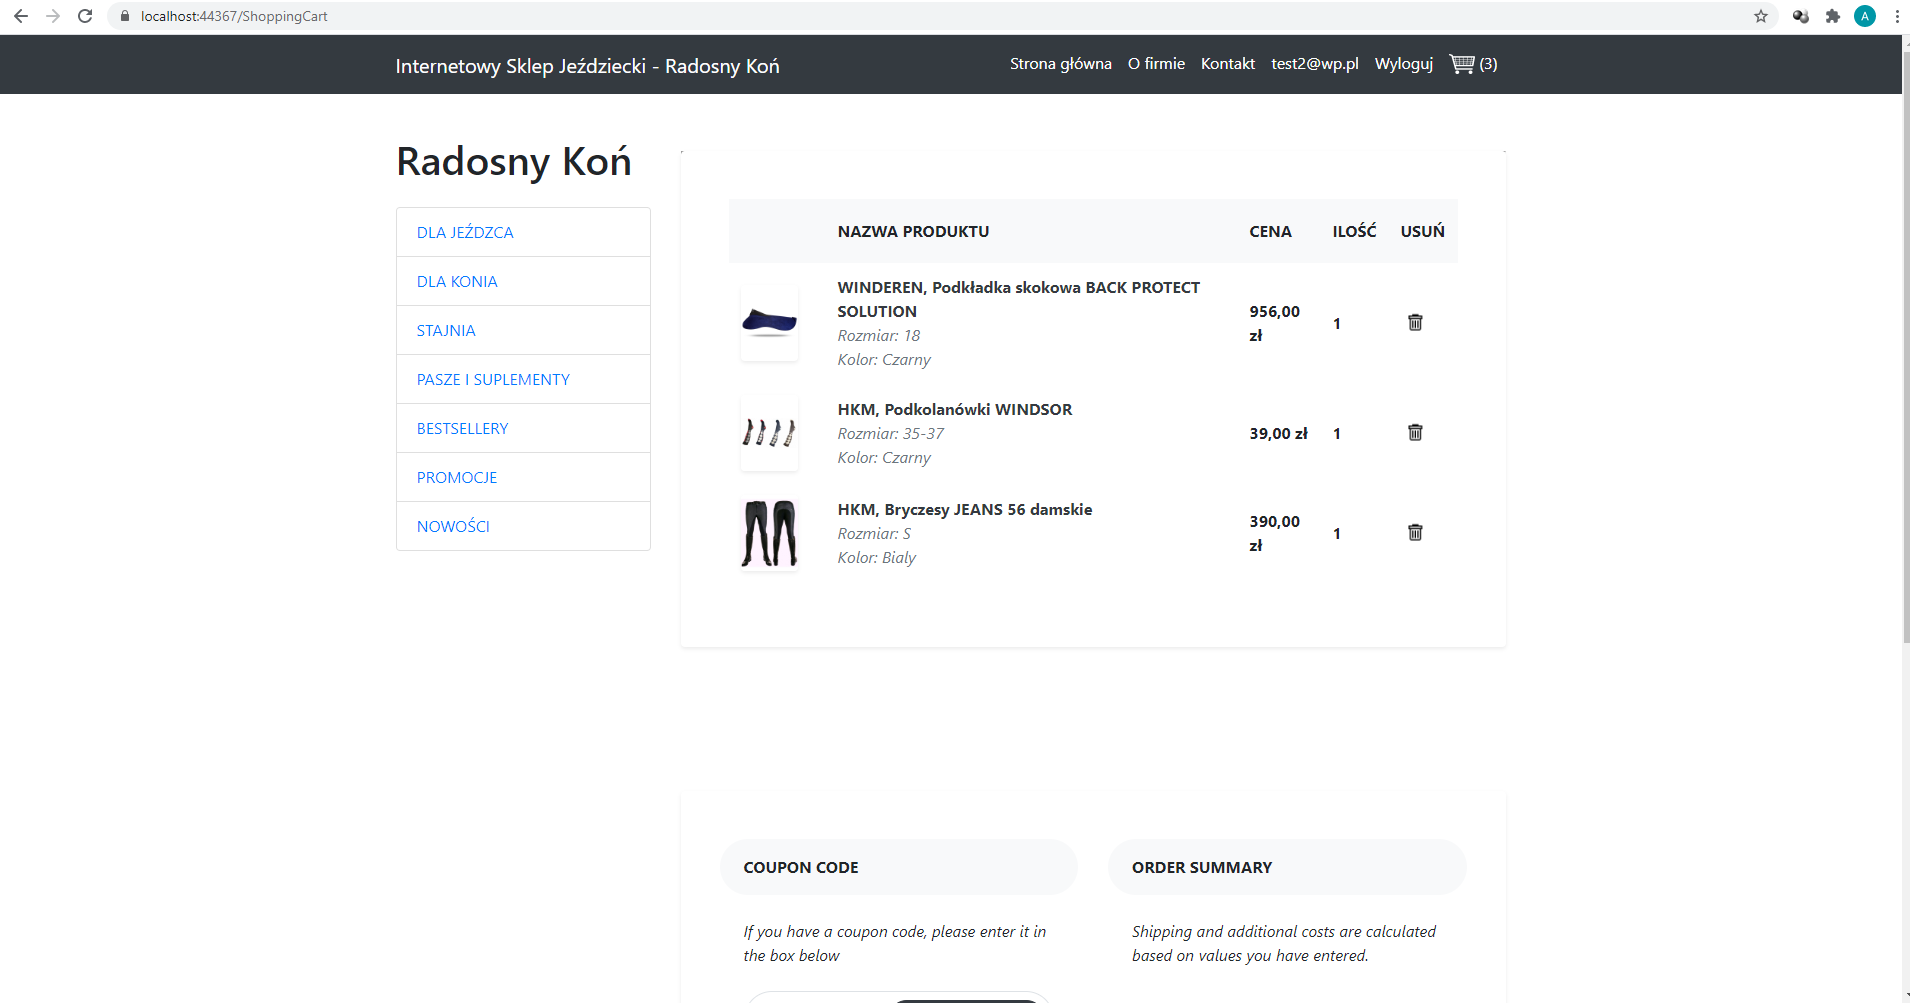 localhost:44367/ShoppingCart
A
Internetowy Sklep Jeździecki - Radosny Koń
Strona główna
O firmie
Kontakt
test2@wp.pl
Wyloguj
(3)
Radosny Koń
DLA JEŹDZCA
DLA KONIA
STAJNIA
PASZE I SUPLEMENTY
BESTSELLERY
PROMOCJE
NOWOŚCI
NAZWA PRODUKTU
CENA
ILOŚĆ
USUŃ
WINDEREN, Podkładka skokowa BACK PROTECT
SOLUTION
Rozmiar: 18
Kolor: Czarny
956,00
zł
1
HKM, Podkolanówki WINDSOR
Rozmiar: 35-37
Kolor: Czarny
39,00 zł
1
HKM, Bryczesy JEANS 56 damskie
Rozmiar: S
Kolor: Bialy
390,00
zł
1
COUPON CODE
If you have a coupon code, please enter it in
the box below
ORDER SUMMARY
Shipping and additional costs are calculated
based on values you have entered.